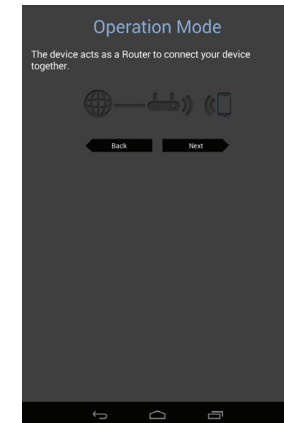 Operation Mode
The device acts as a Router to connect your device
together.
Back
Next